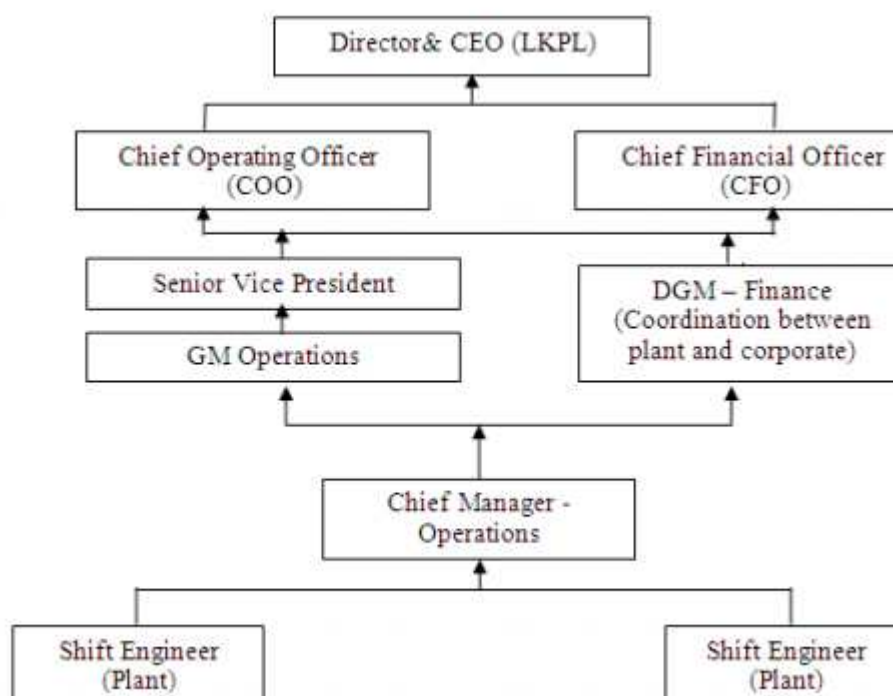 Director& CEO (LKPL)
Chief Operating Officer
(COO)
Chief Financial Officer
(CFO)
Senior Vice President
DGM – Finance
(Coordination between
plant and corporate)
GM Operations
Chief Manager -
Operations
Shift Engineer
(Plant)
Shift Engineer
(Plant)